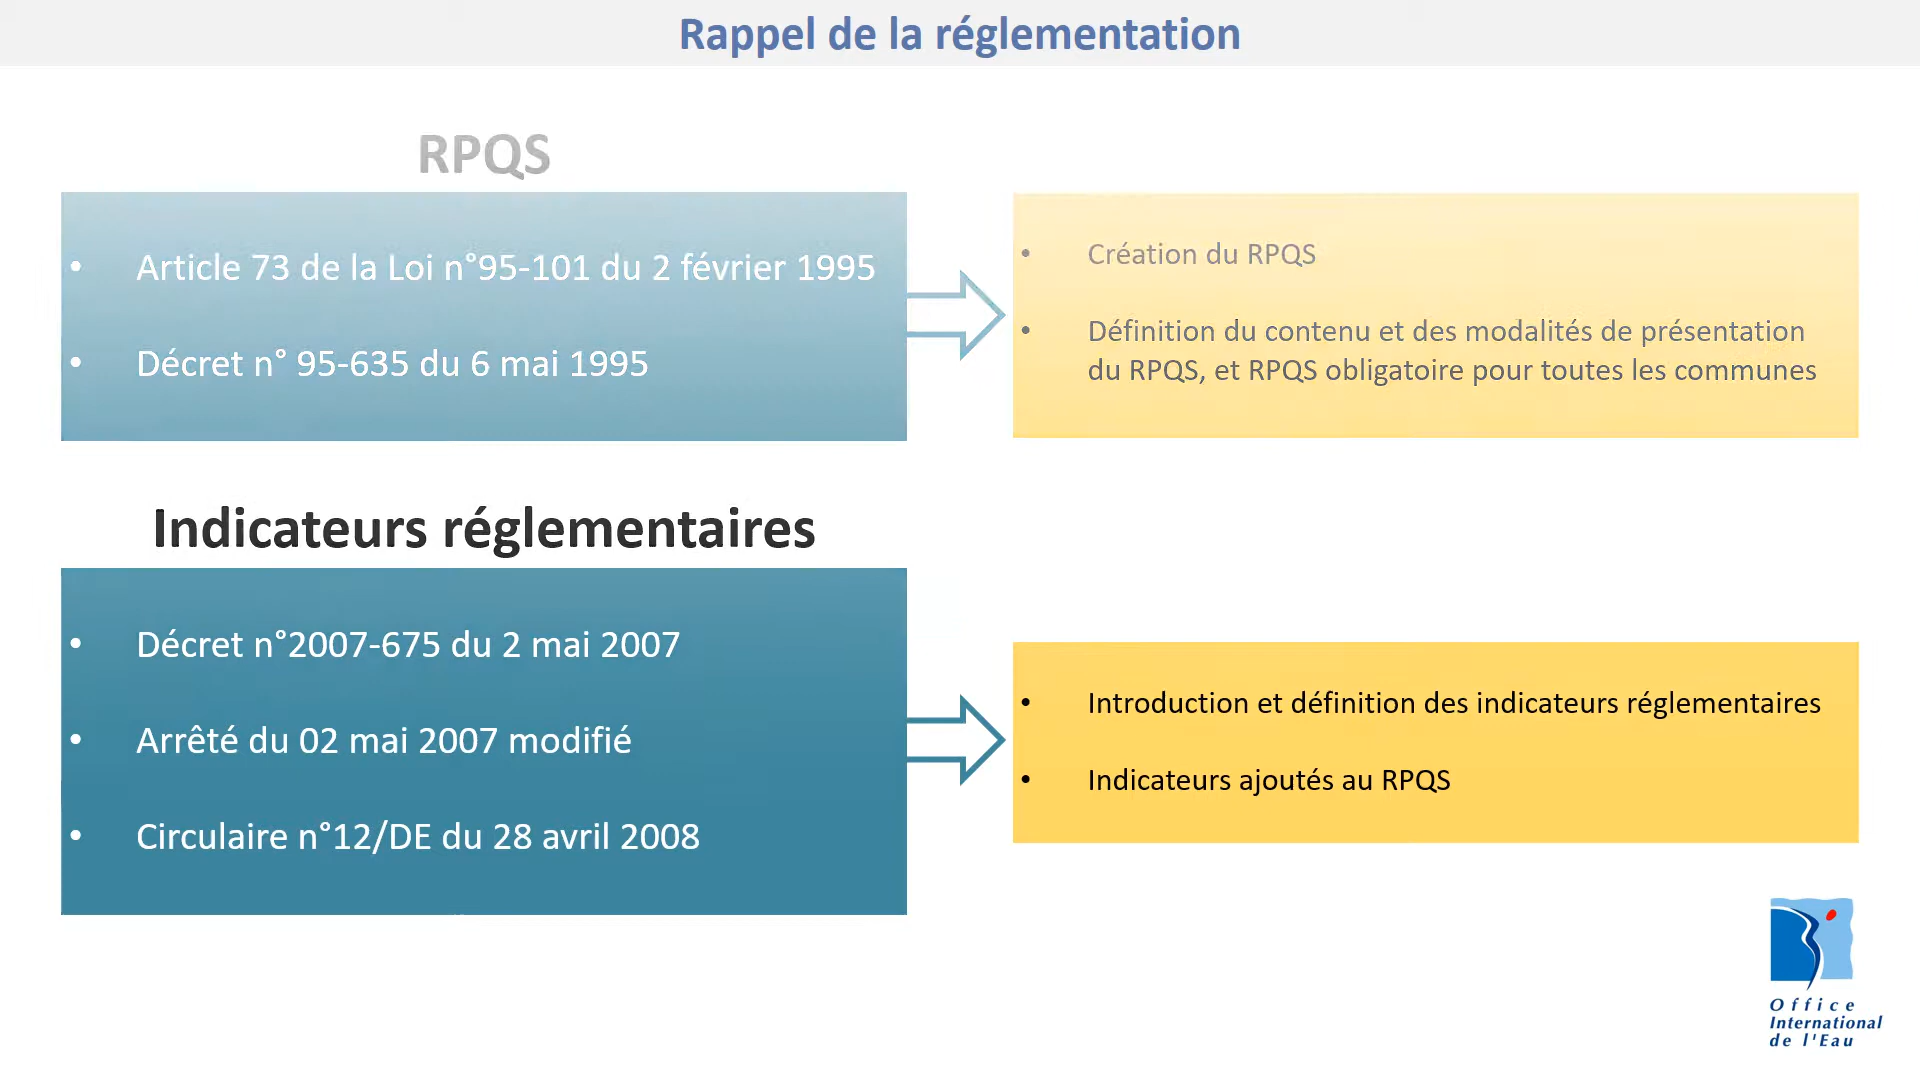 Rappel de la réglementation
RPQS
• Article 73 de la Loi n°95-101 du 2 février 1995
• Décret n° 95-635 du 6 mai 1995
• Création du RPQS
• Définition du contenu et des modalités de présentation
du RPQS, et RPQS obligatoire pour toutes les communes
Indicateurs réglementaires
• Décret n°2007-675 du 2 mai 2007
• Arrêté du 02 mai 2007 modifié
• Circulaire n°12/DE du 28 avril 2008
• Introduction et définition des indicateurs réglementaires
• Indicateurs ajoutés au RPQS
Office
International
de l'Eau